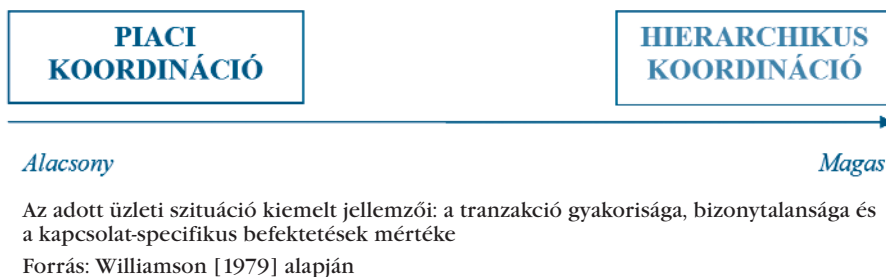 PIACI
KOORDINÁCIÓ
HIERARCHIKUS
KOORDINÁCIÓ
Alacsony
Magas
Az adott üzleti szituáció kiemelt jellemzői: a tranzakció gyakorisága, bizonytalansága és
a kapcsolat-specifikus befektetések mértéke
Forrás: Williamson [1979] alapján